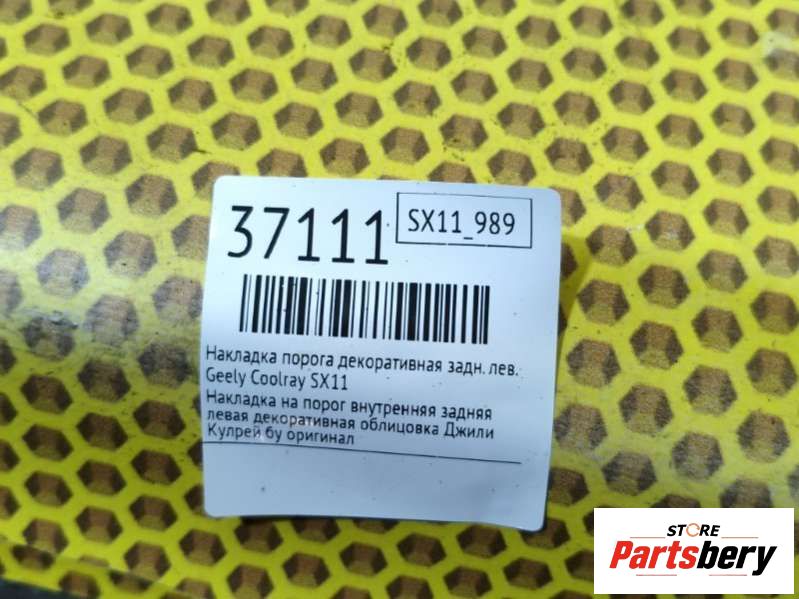 37111
SX11_989
Накладка порога декоративная задн. лев.
Geely Coolray SX11
Накладка на порог внутренняя задняя
левая декоративная облицовка Джили
Кулрей бу оригинал
STORE
Partsbery